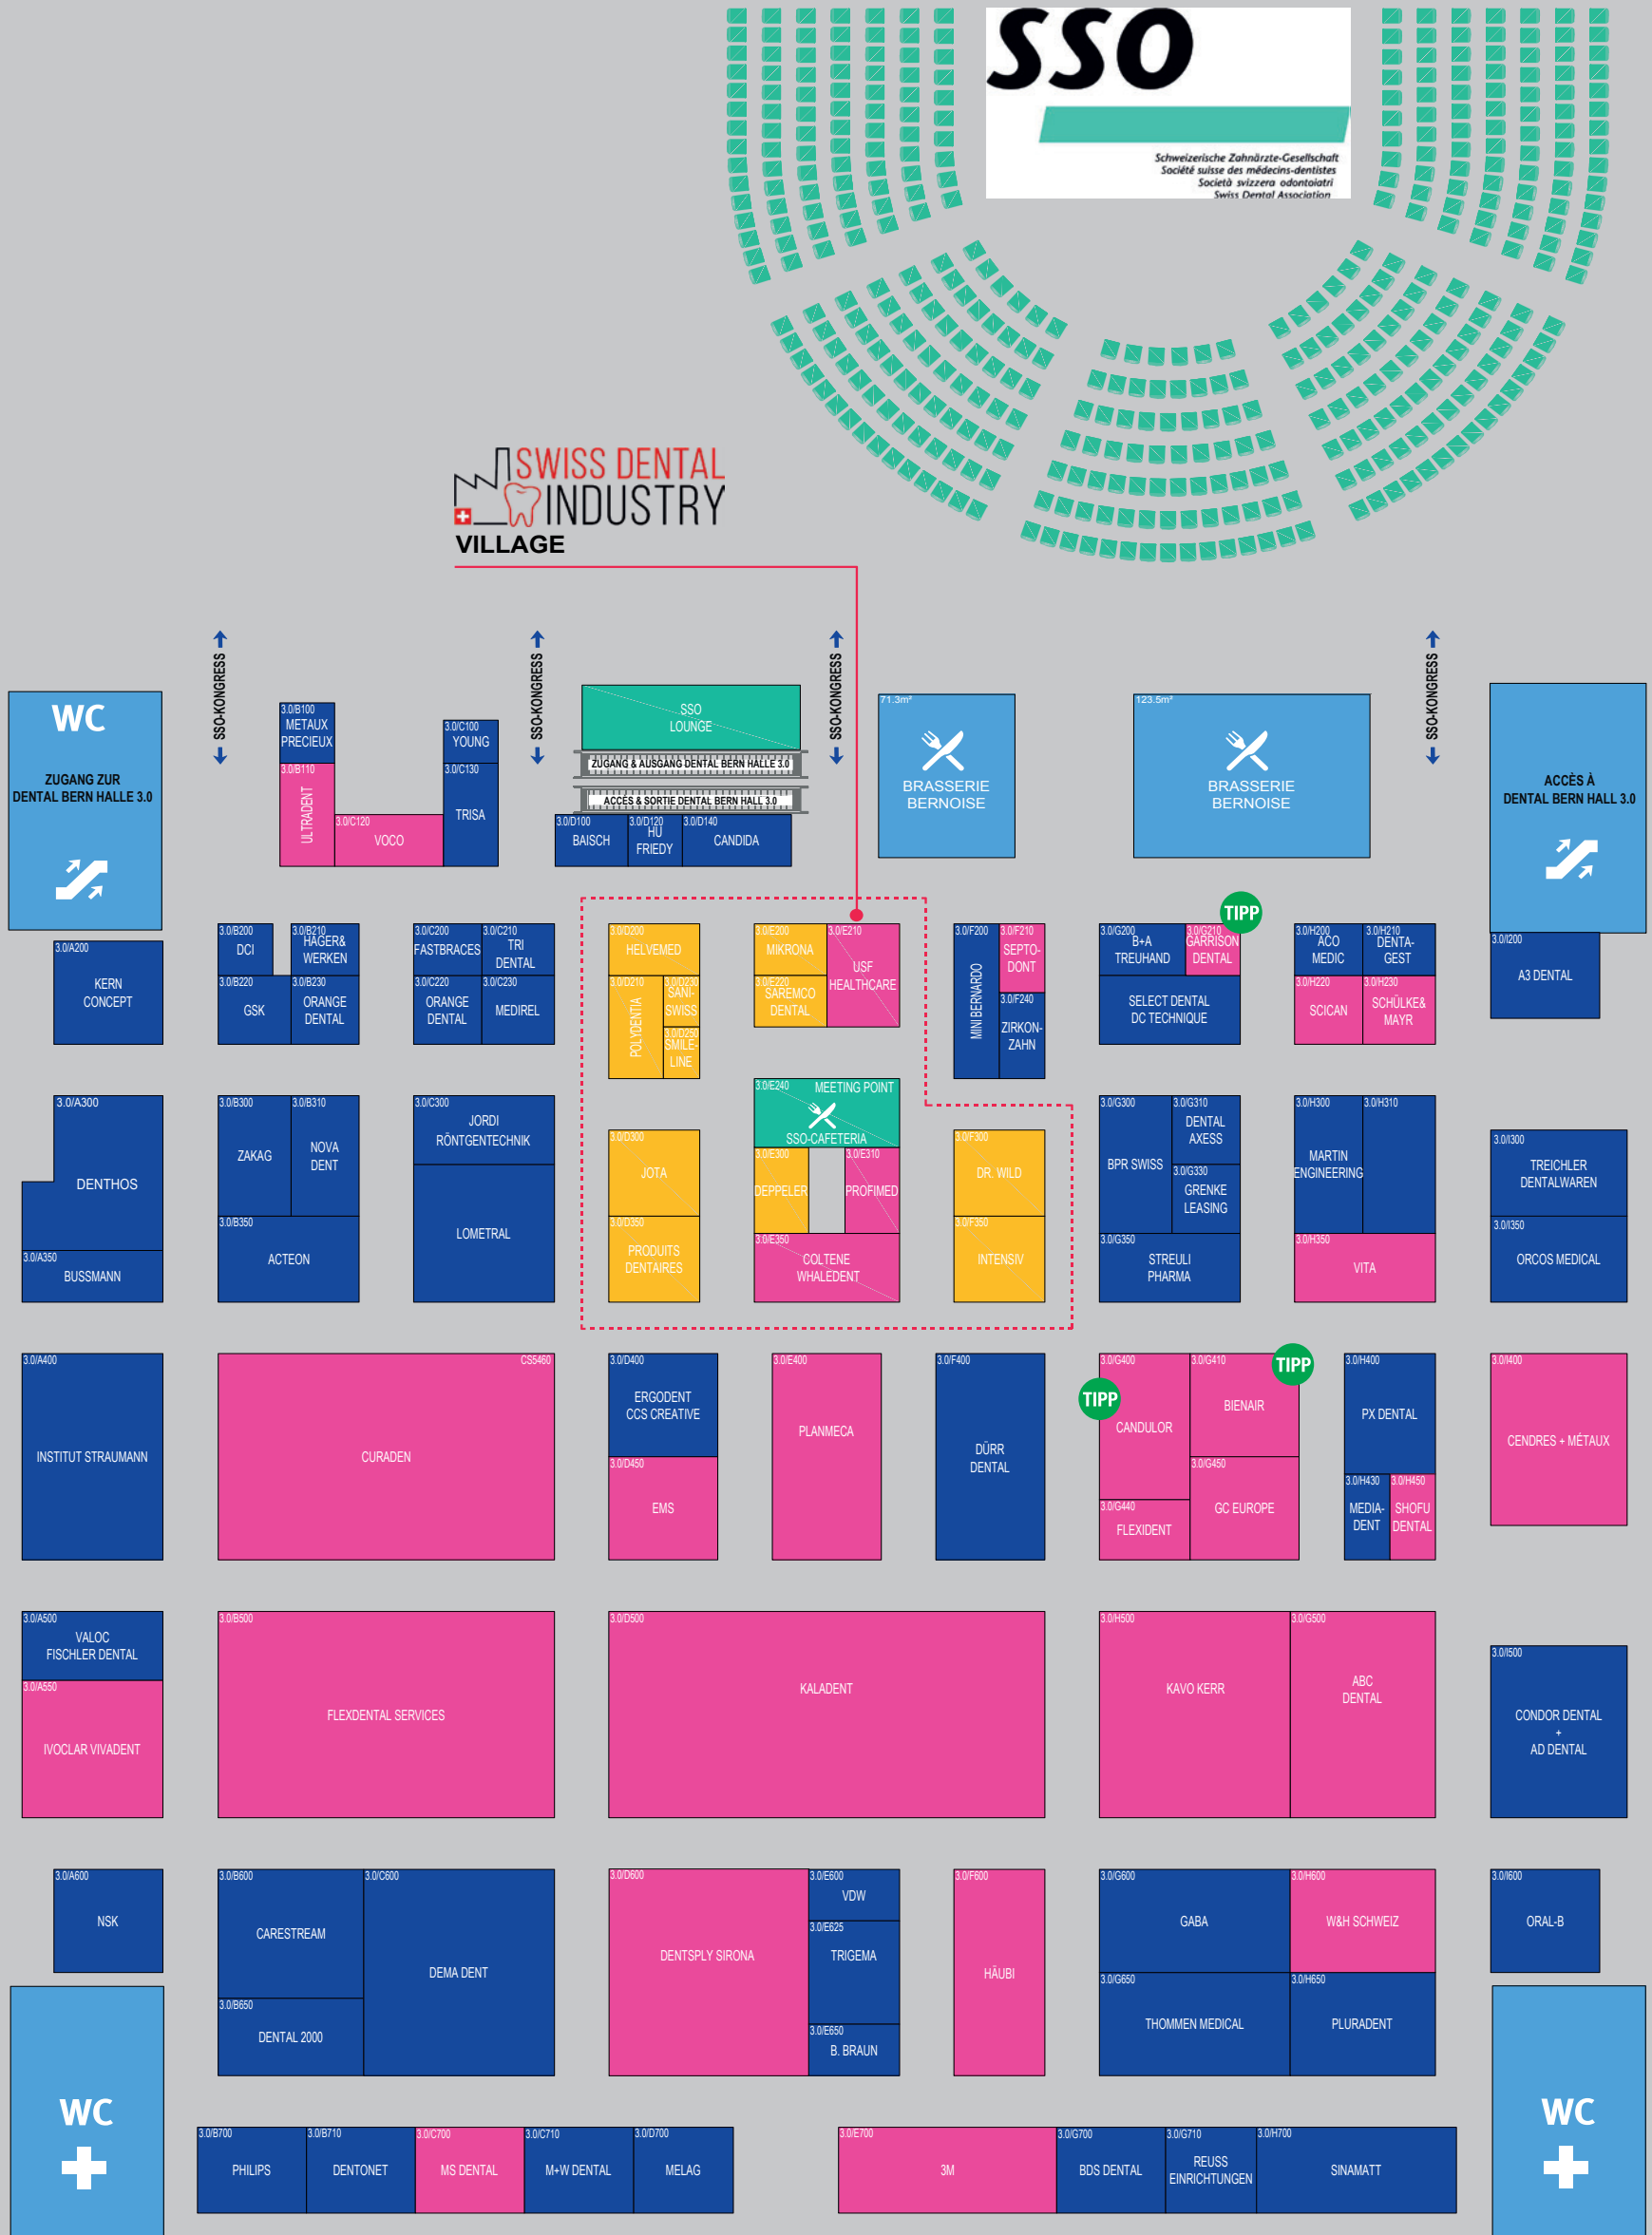 SSO
Schweizerische Zahnärzte-Gesellschaft
Société suisse des médecins-dentistes
Società svizzera odontoiatri
Swiss Dental Association
SWISS DENTAL
INDUSTRY
VILLAGE
SSO-KONGRESS
SSO-KONGRESS
SSO-KONGRESS
SSO-KONGRESS
WC
ZUGANG ZUR
DENTAL BERN HALLE 3.0
3.0/B100
METAUX
PRECIEUX
3.0/B110
ULTRADENT
3.0/C120
VOCO
3.0/C100
YOUNG
3.0/C130
TRISA
SSO
LOUNGE
ZUGANG & AUSGANG DENTAL BERN HALLE 3.0
ACCÈS & SORTIE DENTAL BERN HALL 3.0
3.0/D100
BAISCH
3.0/D120
HU
FRIEDY
3.0/D140
CANDIDA
71.3m²
BRASSERIE
BERNOISE
123.5m²
BRASSERIE
BERNOISE
ACCÈS À
DENTAL BERN HALL 3.0
3.0/A200
KERN
CONCEPT
3.0/B200
DCI
3.0/B210
HAGER&
WERKEN
3.0/B220
GSK
3.0/B230
ORANGE
DENTAL
3.0/C200
FASTBRACES
3.0/C210
TRI
DENTAL
3.0/C220
ORANGE
DENTAL
3.0/C230
MEDIREL
3.0/D200
HELVEMED
3.0/D210
POLYDENTIA
3.0/D230
SANI-
SWISS
3.0/D250
SMILE-
LINE
3.0/E200
MIKRONA
3.0/E210
USF
HEALTHCARE
3.0/E220
SAREMCO
DENTAL
3.0/F200
MINI BERNARDO
3.0/F210
SEPTO-
DONT
3.0/F240
ZIRKON-
ZAHN
3.0/G200
B+A
TREUHAND
TIPP
3.0/G210
GARRISON
DENTAL
SELECT DENTAL
DC TECHNIQUE
3.0/H200
ACO
MEDIC
3.0/H210
DENTA-
GEST
3.0/H220
SCICAN
3.0/H230
SCHÜLKE&
MAYR
3.0/I200
A3 DENTAL
3.0/A300
DENTHOS
3.0/A350
BUSSMANN
3.0/B300
ZAKAG
3.0/B310
NOVA
DENT
3.0/B350
ACTEON
3.0/C300
JORDI
RÖNTGENTECHNIK
LOMETRAL
3.0/D300
JOTA
3.0/D350
PRODUITS
DENTAIRES
3.0/E240
MEETING POINT
SSO-CAFETERIA
3.0/E300
DEPPELER
3.0/E310
PROFIMED
3.0/E350
COLTENE
WHALEDENT
3.0/F300
DR. WILD
3.0/F350
INTENSIV
3.0/G300
BPR SWISS
3.0/G310
DENTAL
AXESS
3.0/G330
GRENKE
LEASING
3.0/G350
STREULI
PHARMA
3.0/H300
MARTIN
ENGINEERING
3.0/H310
3.0/H350
VITA
3.0/I300
TREICHLER
DENTALWAREN
3.0/I350
ORCOS MEDICAL
3.0/A400
INSTITUT STRAUMANN
CS5460
CURADEN
3.0/D400
ERGODENT
CCS CREATIVE
3.0/D450
EMS
3.0/E400
PLANMECA
3.0/F400
DÜRR
DENTAL
3.0/G400
TIPP
CANDULOR
3.0/G410
TIPP
BIENAIR
3.0/G440
FLEXIDENT
3.0/G450
GC EUROPE
3.0/H400
PX DENTAL
3.0/H430
MEDIA-
DENT
3.0/H450
SHOFU
DENTAL
3.0/I400
CENDRES + MÉTAUX
3.0/A500
VALOC
FISCHLER DENTAL
3.0/A550
IVOCLAR VIVADENT
3.0/B500
FLEXDENTAL SERVICES
3.0/D500
KALADENT
3.0/H500
KAVO KERR
3.0/G500
ABC
DENTAL
3.0/I500
CONDOR DENTAL
+
AD DENTAL
3.0/A600
NSK
3.0/B600
CARESTREAM
3.0/B650
DENTAL 2000
3.0/C600
DEMA DENT
3.0/D600
DENTSPLY SIRONA
3.0/E600
VDW
3.0/E625
TRIGEMA
3.0/E650
B. BRAUN
3.0/F600
HÄUBI
3.0/G600
GABA
3.0/G650
THOMMEN MEDICAL
3.0/H600
W&H SCHWEIZ
3.0/H650
PLURADENT
3.0/I600
ORAL-B
WC
3.0/B700
PHILIPS
3.0/B710
DENTONET
3.0/C700
MS DENTAL
3.0/C710
M+W DENTAL
3.0/D700
MELAG
3.0/E700
3M
3.0/G700
BDS DENTAL
3.0/G710
REUSS
EINRICHTUNGEN
3.0/H700
SINAMATT
WC